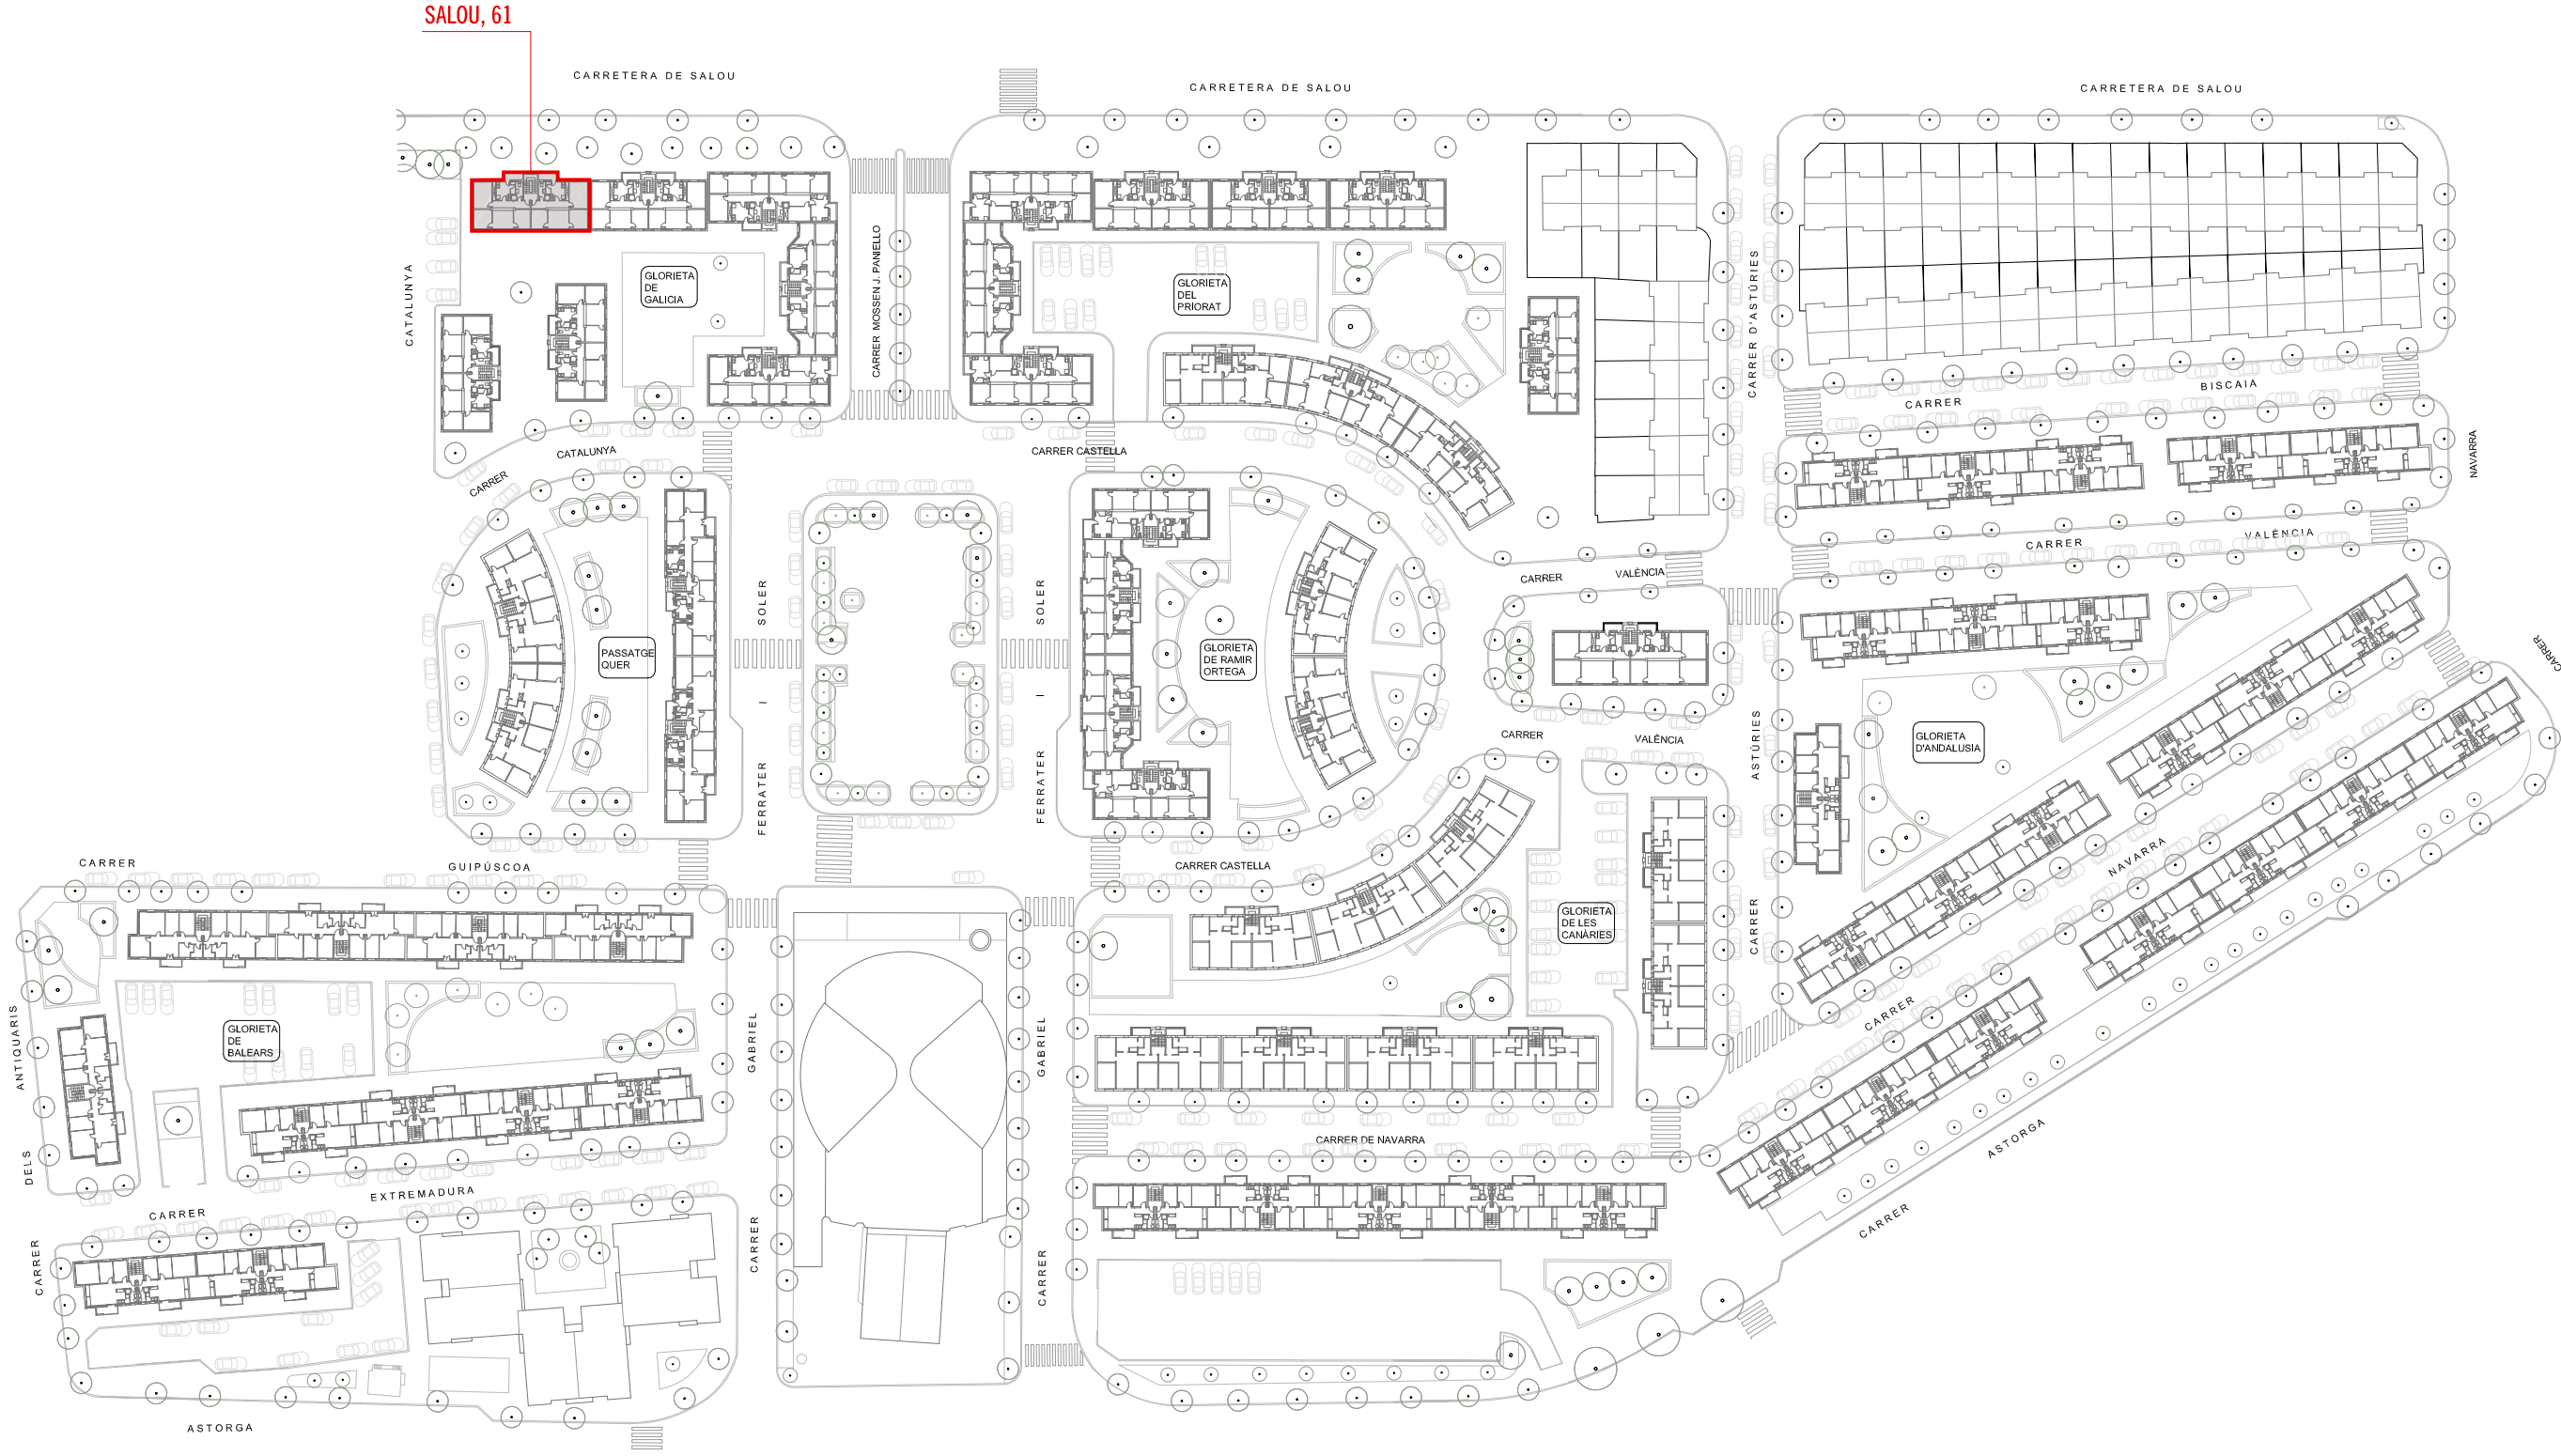 SALOU, 61
CARRETERA DE SALOU
CARRETERA DE SALOU
CARRETERA DE SALOU
CATALUNYA
GLORIETA
DE
GALICIA
CARRER MOSSEN J. PANIELLO
GLORIETA
DEL
PRIORAT
CARRER D'ASTÚRIES
CARRER
BISCAIA
NAVARRA
CARRER
CATALUNYA
CARRER CASTELLA
CARRER
VALÈNCIA
CARRER
VALÈNCIA
SOLER
SOLER
PASSATGE
QUER
GLORIETA
DE RAMIR
ORTEGA
CARRER
I
I
CARRER
VALÈNCIA
ASTÚRIES
GLORIETA
D'ANDALUSIA
FERRATER
FERRATER
CARRER
GUIPÚSCOA
CARRER CASTELLA
NAVARRA
GLORIETA
DE LES
CANÀRIES
CARRER
CARRER
ANTIQUARIS
GLORIETA
DE
BALEARS
GABRIEL
GABRIEL
CARRER DE NAVARRA
ASTORGA
DELS
EXTREMADURA
CARRER
CARRER
CARRER
CARRER
CARRER
ASTORGA